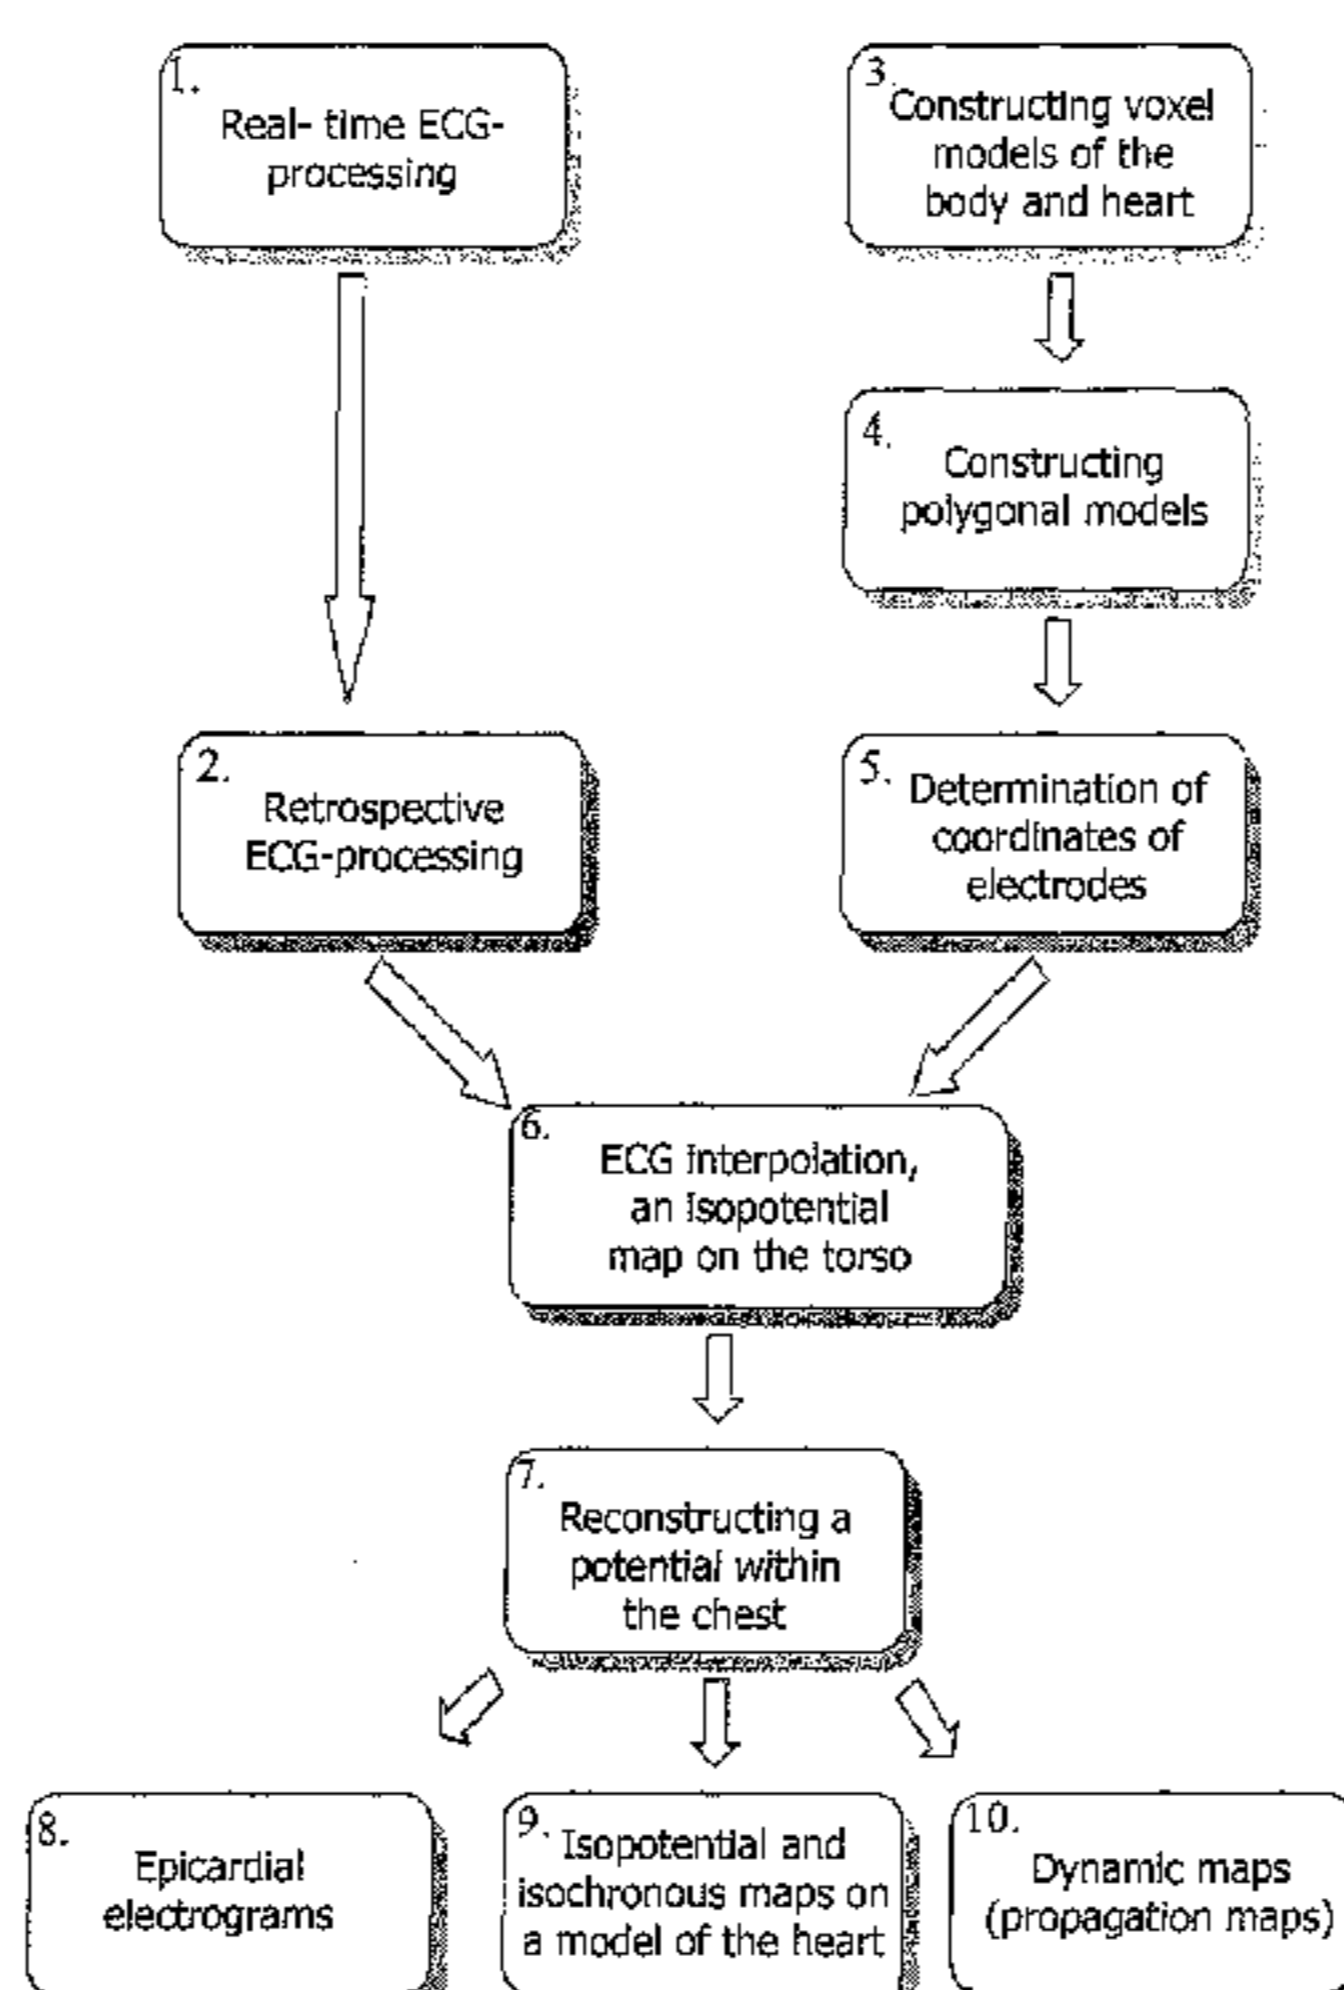 1.
Real- time ECG-
processing
3.
Constructing voxel
models of the
body and heart
4.
Constructing
polygonal models
2.
Retrospective
ECG-processing
5.
Determination of
coordinates of
electrodes
6.
ECG interpolation,
an isopotential
map on the torso
7.
Reconstructing a
potential within
the chest
8.
Epicardial
electrograms
9.
Isopotential and
isochronous maps on
a model of the heart
10.
Dynamic maps
(propagation maps)